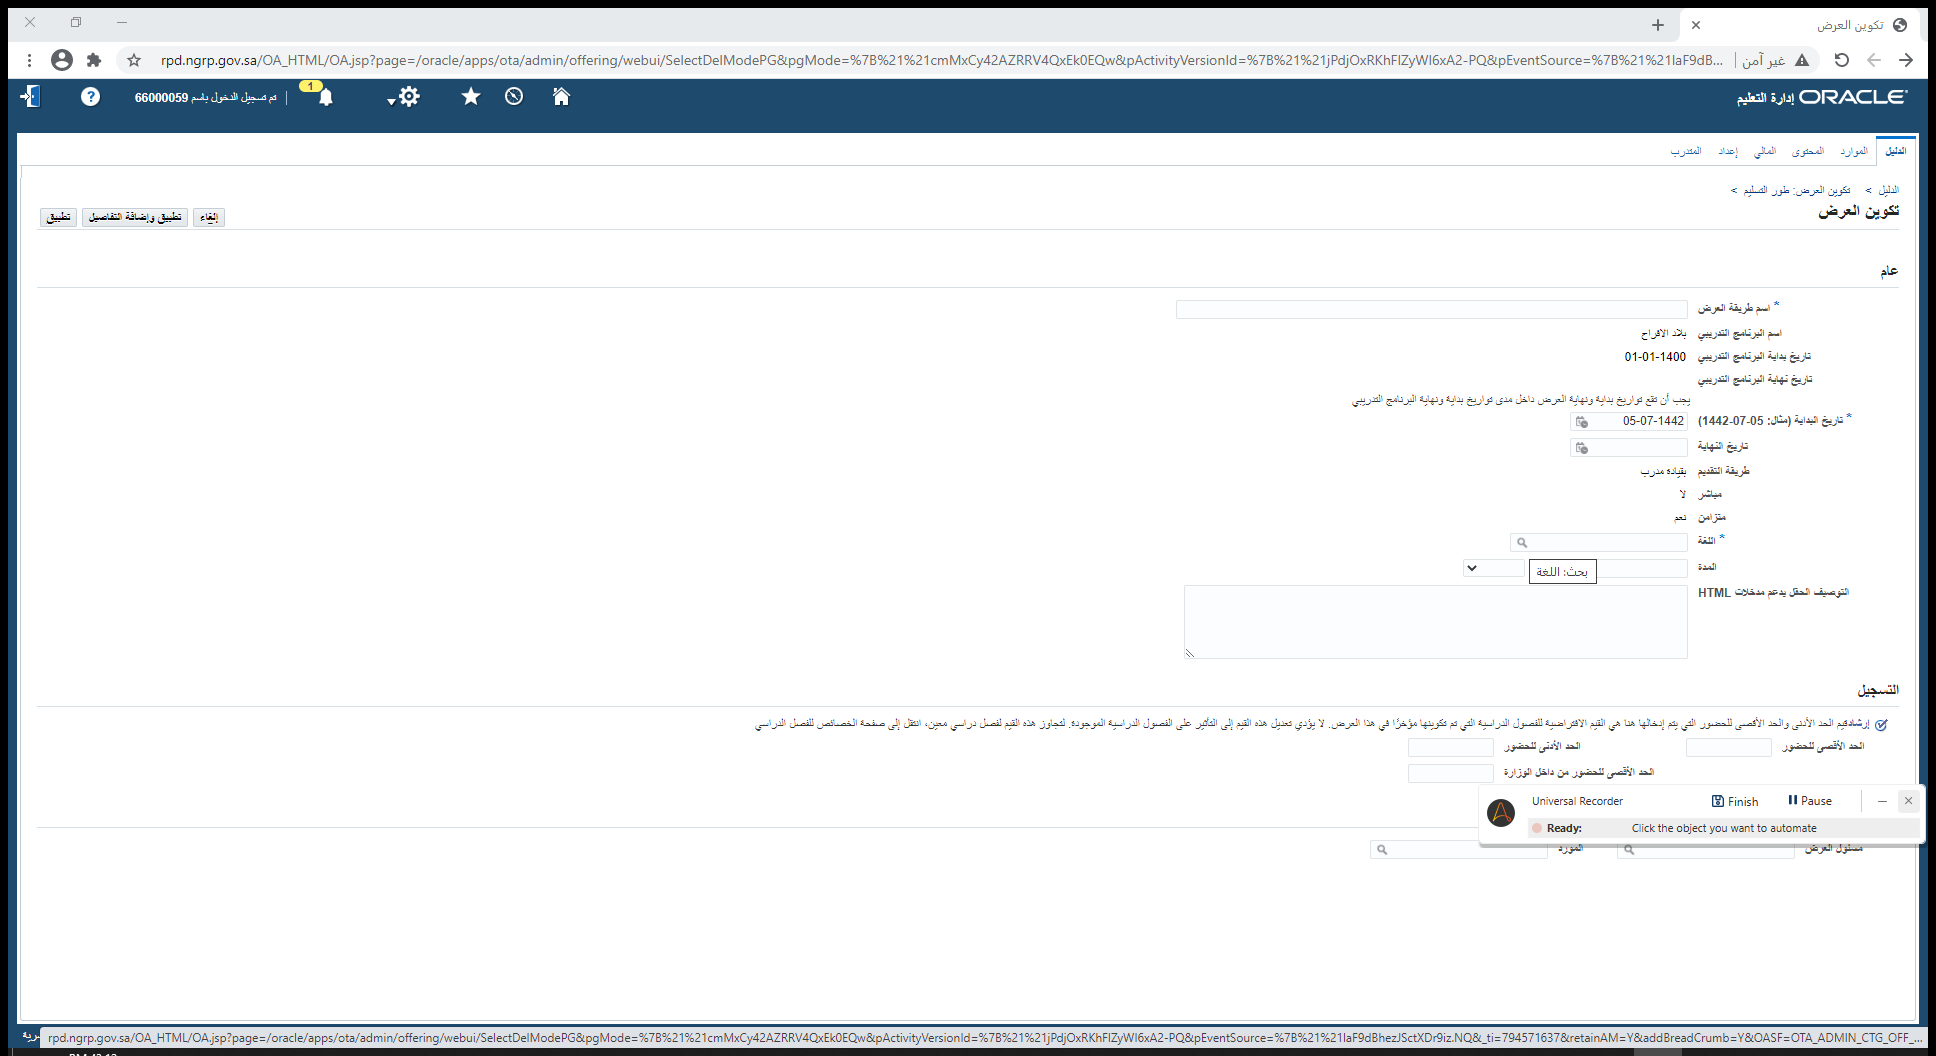 تكوين العرض
rpd.ngrp.gov.sa/OA_HTML/OA.jsp?page=/oracle/apps/ota/admin/offering/webui/SelectDelModePG&pgMode=%7B%21%21cmMxCy42AZRRV4QxEk0EQw&pActivityVersionId=%7B%21%21jPdjOxRKhFlZyWI6xA2-PQ&pEventSource=%7B%21%21IaF9dB... غير آمن
ORACLE إدارة التعليم
1
تم تسجيل الدخول باسم 66000059
الدليل الموارد المحتوى المالي إعداد المتدرب
الدليل > تكوين العرض: طور التسليم >
تكوين العرض
إلغاء تطبيق وإضافة التفاصيل تطبيق
عام
* اسم طريقة العرض
اسم البرنامج التدريبي بلاد الافراح
تاريخ بداية البرنامج التدريبي 01-01-1400
تاريخ نهاية البرنامج التدريبي
يجب أن تقع تواريخ بداية ونهاية العرض داخل مدى تواريخ بداية ونهاية البرنامج التدريبي
* تاريخ البداية (مثال: 05-07-1442) 05-07-1442
تاريخ النهاية
طريقة التقديم بقيادة مدرب
مباشر لا
متزامن نعم
* اللغة
المدة
بحث: اللغة
التوصيف الحقل يدعم مدخلات HTML
التسجيل
إرشاد قيم الحد الأدنى والحد الأقصى للحضور التي يتم إدخالها هنا هي القيم الافتراضية للفصول الدراسية التي تم تكوينها مؤخرًا في هذا العرض. لا يؤدي تعديل هذه القيم إلى التأثير على الفصول الدراسية الموجودة. لتجاوز هذه القيم لفصل دراسي معين، انتقل إلى صفحة الخصائص للفصل الدراسي
الحد الأقصى للحضور الحد الأدنى للحضور
الحد الأقصى للحضور من داخل الوزارة
Universal Recorder Finish Pause
Ready: Click the object you want to automate
مسئول العرض المورد
rpd.ngrp.gov.sa/OA_HTML/OA.jsp?page=/oracle/apps/ota/admin/offering/webui/SelectDelModePG&pgMode=%7B%21%21cmMxCy42AZRRV4QxEk0EQw&pActivityVersionId=%7B%21%21jPdjOxRKhFlZyWI6xA2-PQ&pEventSource=%7B%21%21IaF9dBhezJSctXDr9iz.NQ&_ti=794571637&retainAM=Y&addBreadCrumb=Y&OASF=OTA_ADMIN_CTG_OFF_...